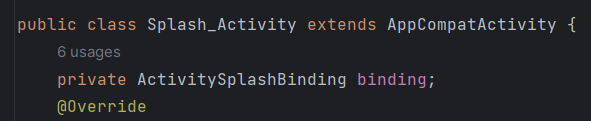 public class Splash_Activity extends AppCompatActivity {
6 usages
private ActivitySplashBinding binding;
@Override